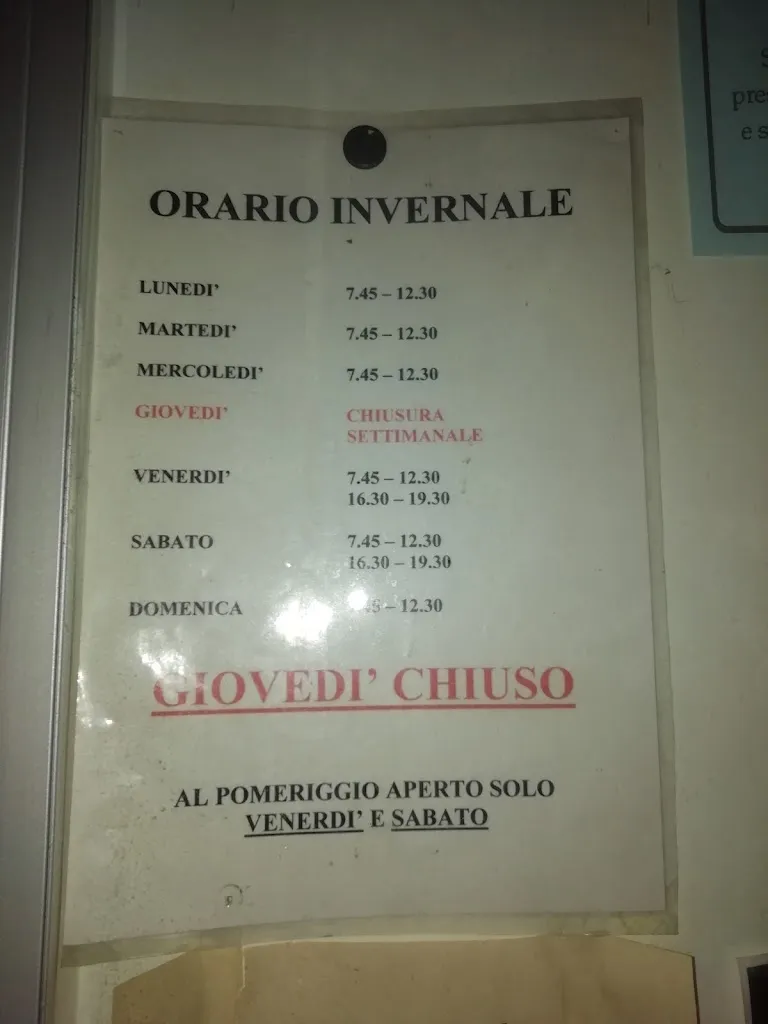 ORARIO INVERNALE
LUNEDI' 7.45 – 12.30
MARTEDI' 7.45 – 12.30
MERCOLEDI' 7.45 – 12.30
GIOVEDI' CHIUSURA
SETTIMANALE
VENERDI' 7.45 – 12.30
16.30 – 19.30
SABATO 7.45 – 12.30
16.30 – 19.30
DOMENICA – 12.30
GIOVEDI' CHIUSO
AL POMERIGGIO APERTO SOLO
VENERDI' E SABATO